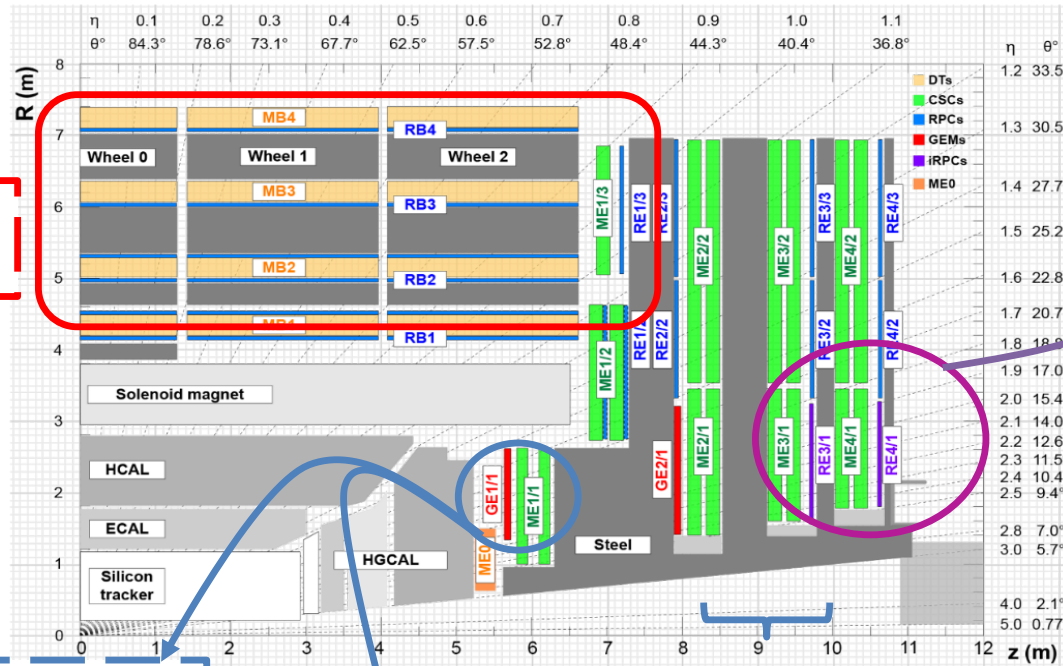 η 0.1 0.2 0.3 0.4 0.5 0.6 0.7 0.8 0.9 1.0 1.1
θ° 84.3° 78.6° 73.1° 67.7° 62.5° 57.5° 52.8° 48.4° 44.3° 40.4° 36.8° η θ°
R (m)
8
7
6
5
4
3
2
1
0
1.2 33.5
1.3 30.5
1.4 27.7
1.5 25.2
1.6 22.8
1.7 20.7
1.8
1.9 17.0
2.0 15.4
2.1 14.0
2.2 12.6
2.3 11.5
2.4 10.4
2.5 9.4°
2.8 7.0°
3.0 5.7°
4.0 2.1°
5.0 0.77
DTs
CSCs
RPCs
GEMs
iRPCs
ME0
MB4
RB4
Wheel 0 Wheel 1 Wheel 2
MB3
RB3
MB2
RB2
MB1
RB1
ME1/3
RE1/3
RE2/3
ME2/2
ME3/2
RE3/3
ME4/2
RE4/3
ME1/2
RE1/2
RE2/2
RE3/2
RE4/2
Solenoid magnet
HCAL
ECAL
Silicon
tracker
HGCAL
GE1/1
ME1/1
ME0
Steel
GE2/1
ME2/1
ME3/1
RE3/1
ME4/1
RE4/1
0 1 2 3 4 5 6 7 8 9 10 11 12
z (m)